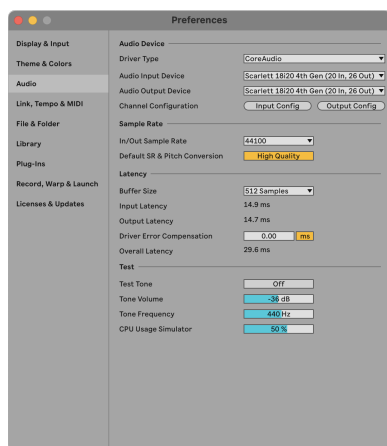 Preferences
Display & Input
Theme & Colors
Audio
Link, Tempo & MIDI
File & Folder
Library
Plug-Ins
Record, Warp & Launch
Licenses & Updates
Audio Device
Driver Type CoreAudio
Audio Input Device Scarlett 18i20 4th Gen (20 In, 26 Out)
Audio Output Device Scarlett 18i20 4th Gen (20 In, 26 Out)
Channel Configuration Input Config Output Config
Sample Rate
In/Out Sample Rate 44100
Default SR & Pitch Conversion High Quality
Latency
Buffer Size 512 Samples
Input Latency 14.9 ms
Output Latency 14.7 ms
Driver Error Compensation 0.00 ms
Overall Latency 29.6 ms
Test
Test Tone Off
Tone Volume -36 dB
Tone Frequency 440 Hz
CPU Usage Simulator 50 %